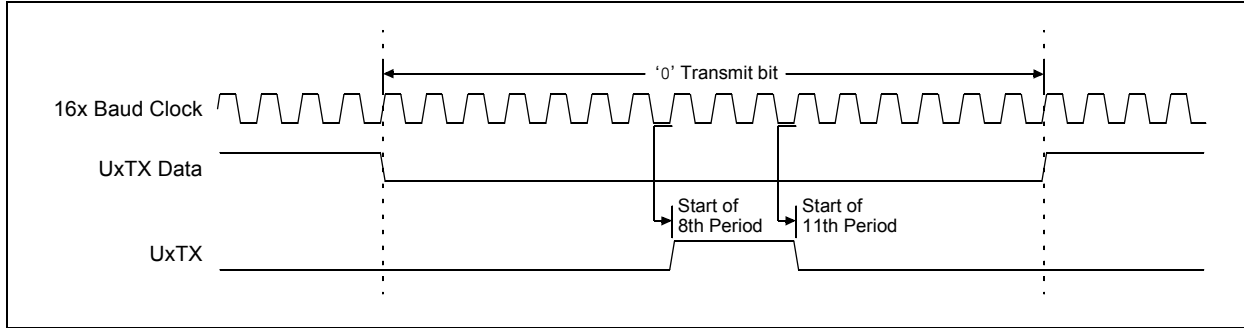 ‘0’ Transmit bit
16x Baud Clock
UxTX Data
Start of
8th Period
Start of
11th Period
UxTX